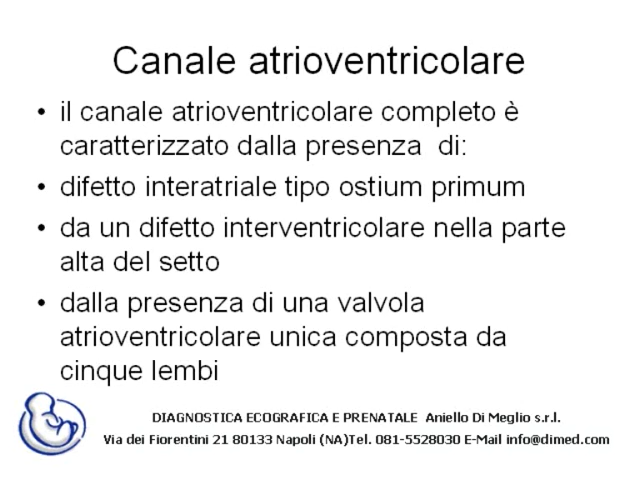 Canale atrioventricolare
• il canale atrioventricolare completo è
caratterizzato dalla presenza  di:
• difetto interatriale tipo ostium primum
• da un difetto interventricolare nella parte
alta del setto
• dalla presenza di una valvola
atrioventricolare unica composta da
cinque lembi
DIAGNOSTICA ECOGRAFICA E PRENATALE  Aniello Di Meglio s.r.l.
Via dei Fiorentini 21 80133 Napoli (NA)Tel. 081-5528030 E-Mail info@dimed.com